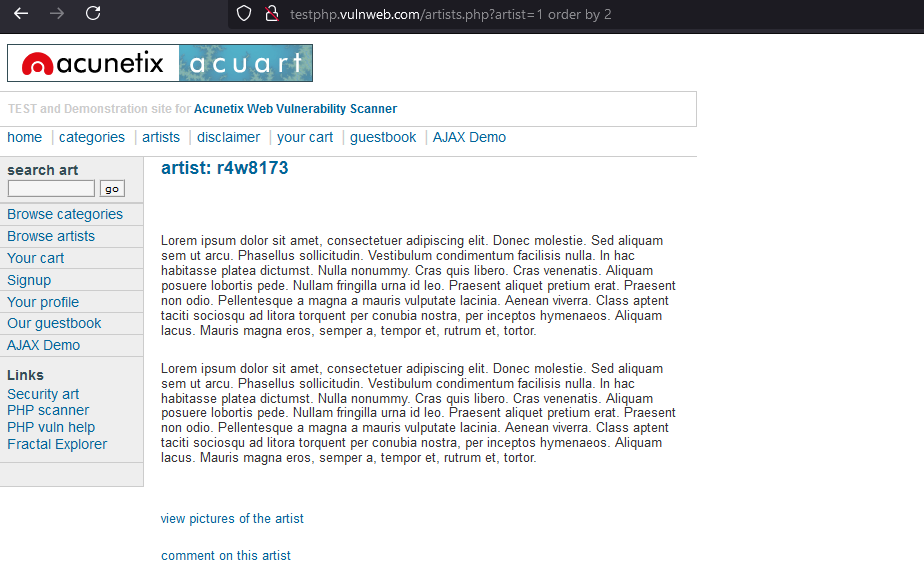 testphp.vulnweb.com/artists.php?artist=1 order by 2
acunetix acuart
TEST and Demonstration site for Acunetix Web Vulnerability Scanner
home | categories | artists | disclaimer | your cart | guestbook | AJAX Demo
search art
go
Browse categories
Browse artists
Your cart
Signup
Your profile
Our guestbook
AJAX Demo
Links
Security art
PHP scanner
PHP vuln help
Fractal Explorer
artist: r4w8173
Lorem ipsum dolor sit amet, consectetuer adipiscing elit. Donec molestie. Sed aliquam
sem ut arcu. Phasellus sollicitudin. Vestibulum condimentum facilisis nulla. In hac
habitasse platea dictumst. Nulla nonummy. Cras quis libero. Cras venenatis. Aliquam
posuere lobortis pede. Nullam fringilla urna id leo. Praesent aliquet pretium erat. Praesent
non odio. Pellentesque a magna a mauris vulputate lacinia. Aenean viverra. Class aptent
taciti sociosqu ad litora torquent per conubia nostra, per inceptos hymenaeos. Aliquam
lacus. Mauris magna eros, semper a, tempor et, rutrum et, tortor.
Lorem ipsum dolor sit amet, consectetuer adipiscing elit. Donec molestie. Sed aliquam
sem ut arcu. Phasellus sollicitudin. Vestibulum condimentum facilisis nulla. In hac
habitasse platea dictumst. Nulla nonummy. Cras quis libero. Cras venenatis. Aliquam
posuere lobortis pede. Nullam fringilla urna id leo. Praesent aliquet pretium erat. Praesent
non odio. Pellentesque a magna a mauris vulputate lacinia. Aenean viverra. Class aptent
taciti sociosqu ad litora torquent per conubia nostra, per inceptos hymenaeos. Aliquam
lacus. Mauris magna eros, semper a, tempor et, rutrum et, tortor.
view pictures of the artist
comment on this artist